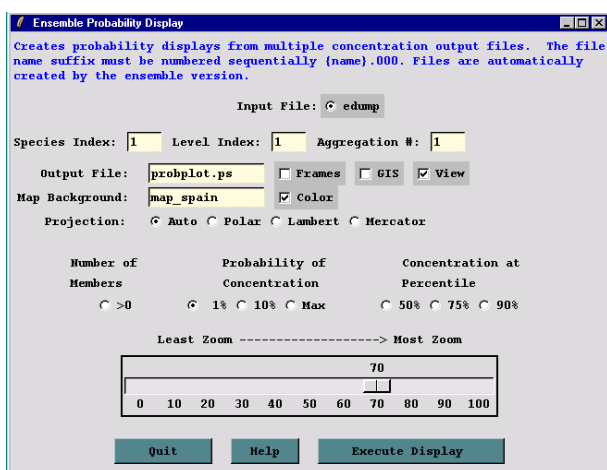 Ensemble Probability Display
Creates probability displays from multiple concentration output files. The file
name suffix must be numbered sequentially {name}.000. Files are automatically
created by the ensemble version.
Input File: edump
Species Index: 1 Level Index: 1 Aggregation #: 1
Output File: probplot.ps Frames GIS View
Map Background: map_spain Color
Projection: Auto Polar Lambert Mercator
Number of Probability of Concentration at
Members Concentration Percentile
>0 1% 10% Max 50% 75% 90%
Least Zoom --------------------> Most Zoom
70
0 10 20 30 40 50 60 70 80 90 100
Quit Help Execute Display